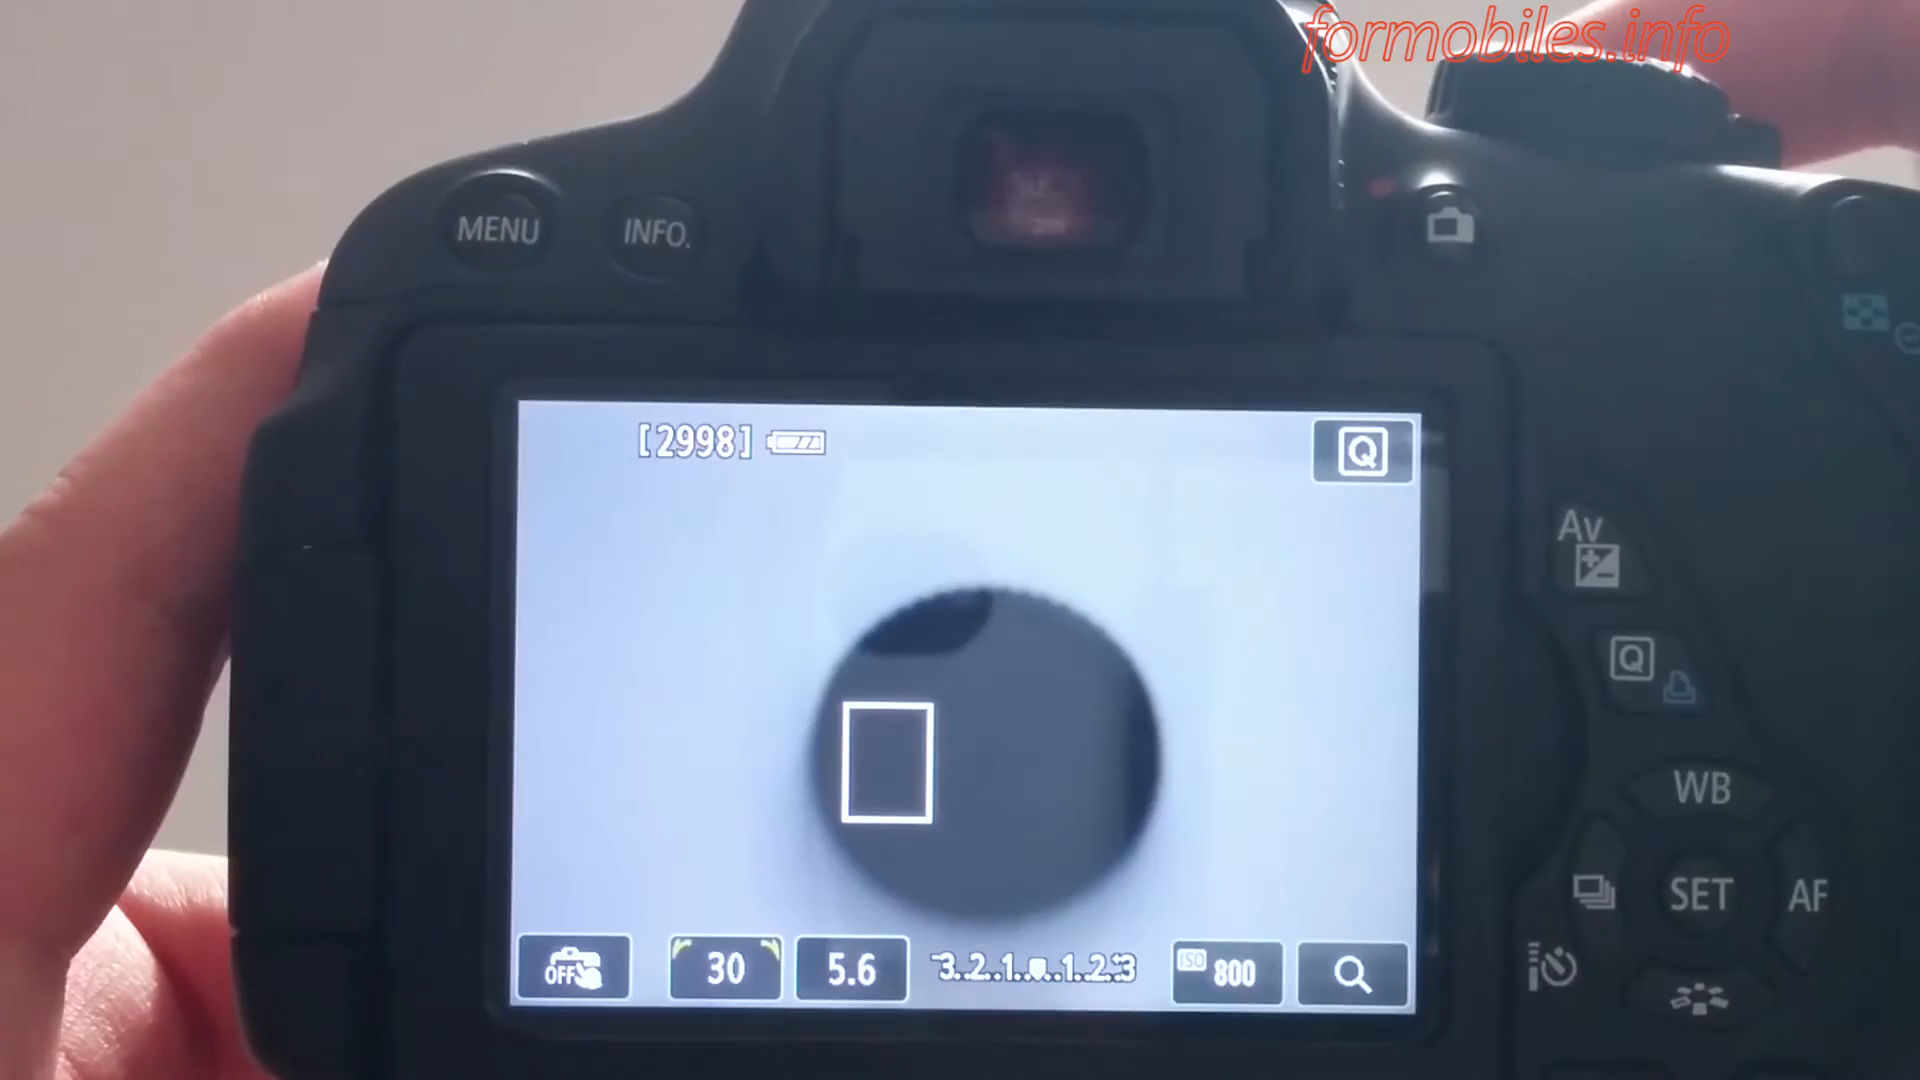 formobiles.info
MENU
INFO.
[2998]
Q
Av
Q
WB
SET
AF
OFF
30
5.6
-3..2..1..0..1..2..+3
ISO
800